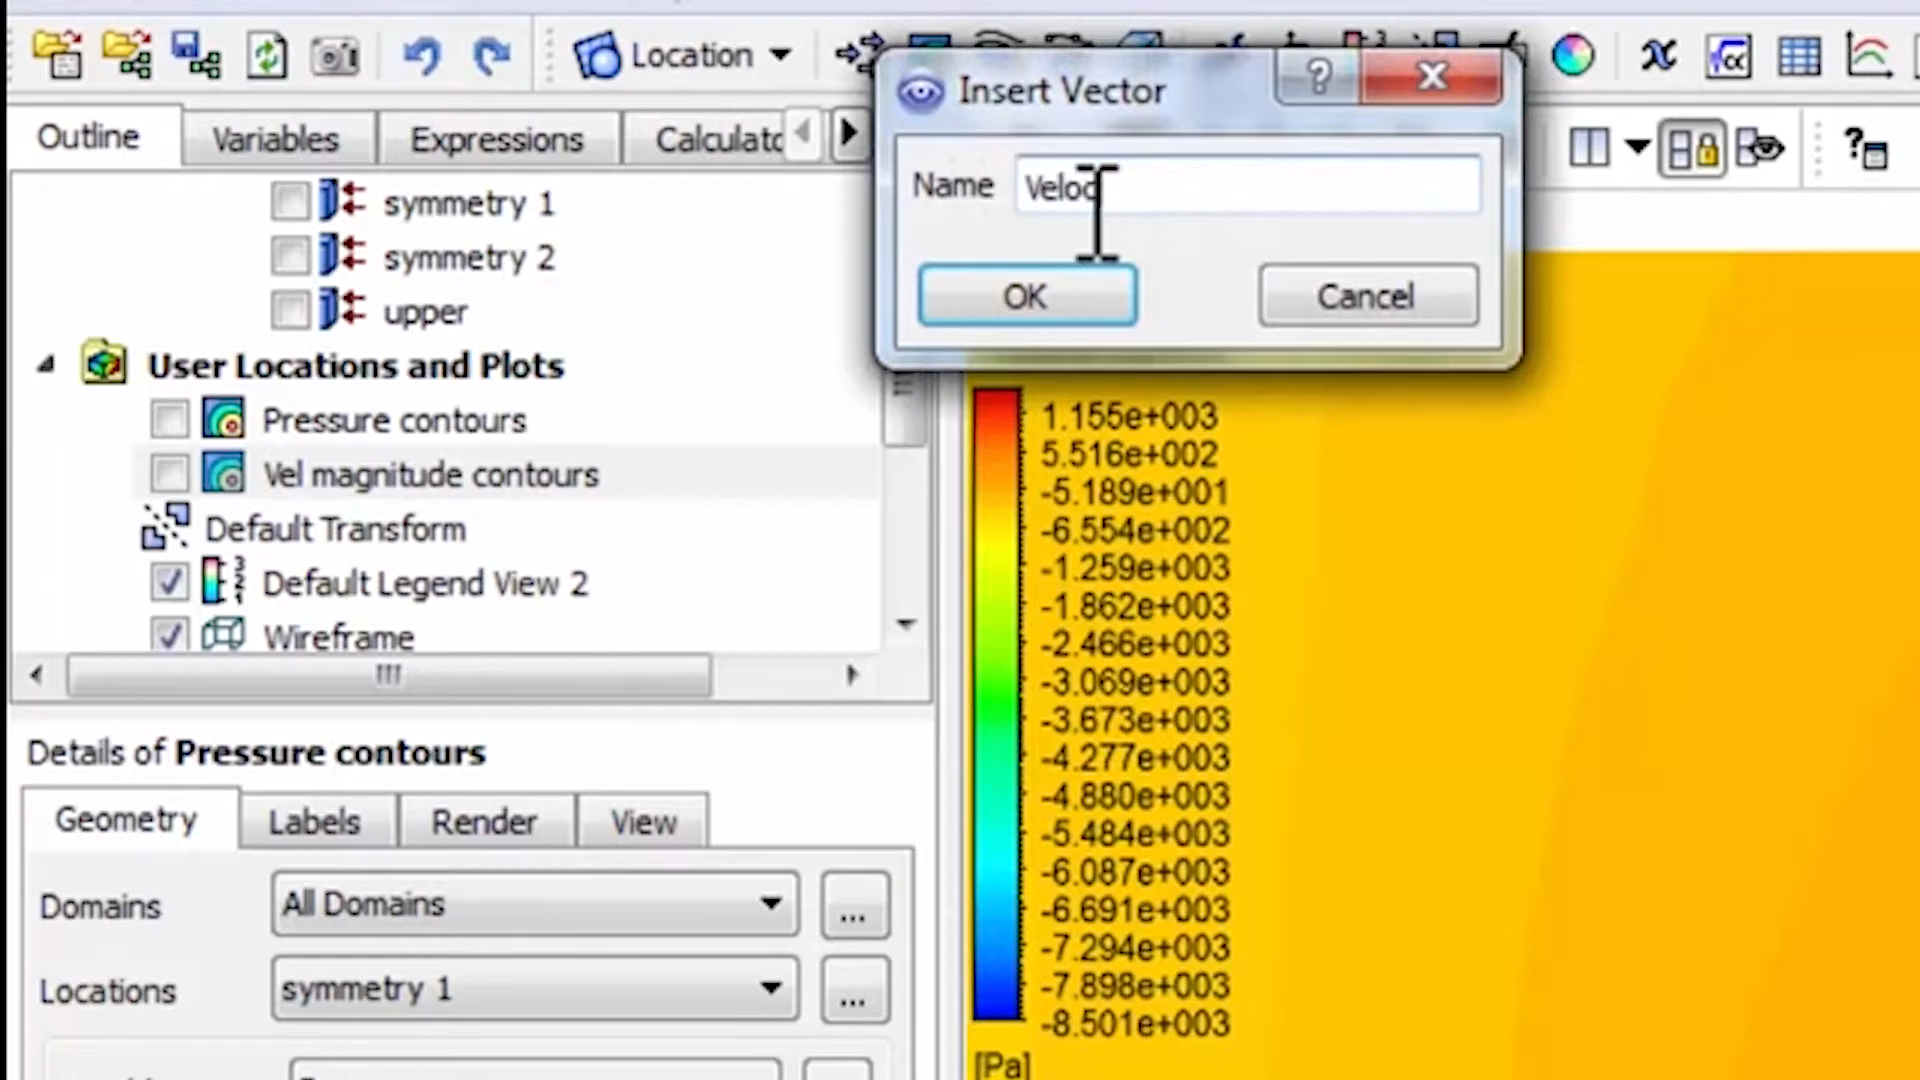 Location
Insert Vector
?
Outline
Variables
Expressions
Name
Veloc
OK
Cancel
symmetry 1
symmetry 2
upper
User Locations and Plots
Pressure contours
Vel magnitude contours
Default Transform
Default Legend View 2
Wireframe
Details of Pressure contours
Geometry
Labels
Render
View
Domains
All Domains
...
Locations
symmetry 1
...
1.155e+003
5.516e+002
-5.189e+001
-6.554e+002
-1.259e+003
-1.862e+003
-2.466e+003
-3.069e+003
-3.673e+003
-4.277e+003
-4.880e+003
-5.484e+003
-6.087e+003
-6.691e+003
-7.294e+003
-7.898e+003
-8.501e+003
[Pa]